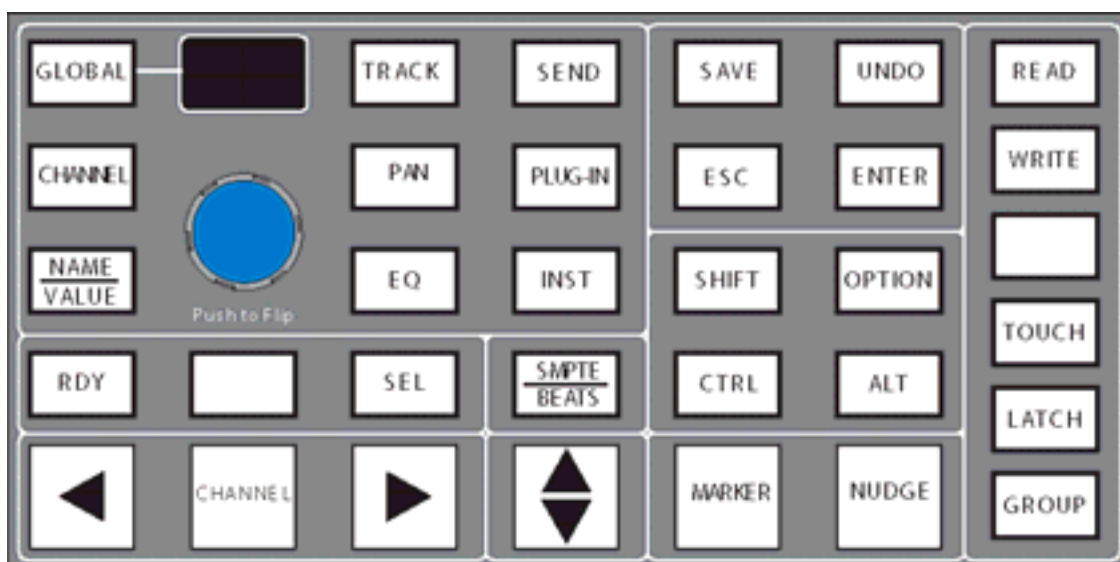 GLOBAL
TRACK
SEND
SAVE
UNDO
READ
CHANNEL
PAN
PLUG-IN
ESC
ENTER
WRITE
NAME
VALUE
Push to Flip
EQ
INST
SHIFT
OPTION
TOUCH
RDY
SEL
SMPTE
BEATS
CTRL
ALT
LATCH
CHANNEL
MARKER
NUDGE
GROUP